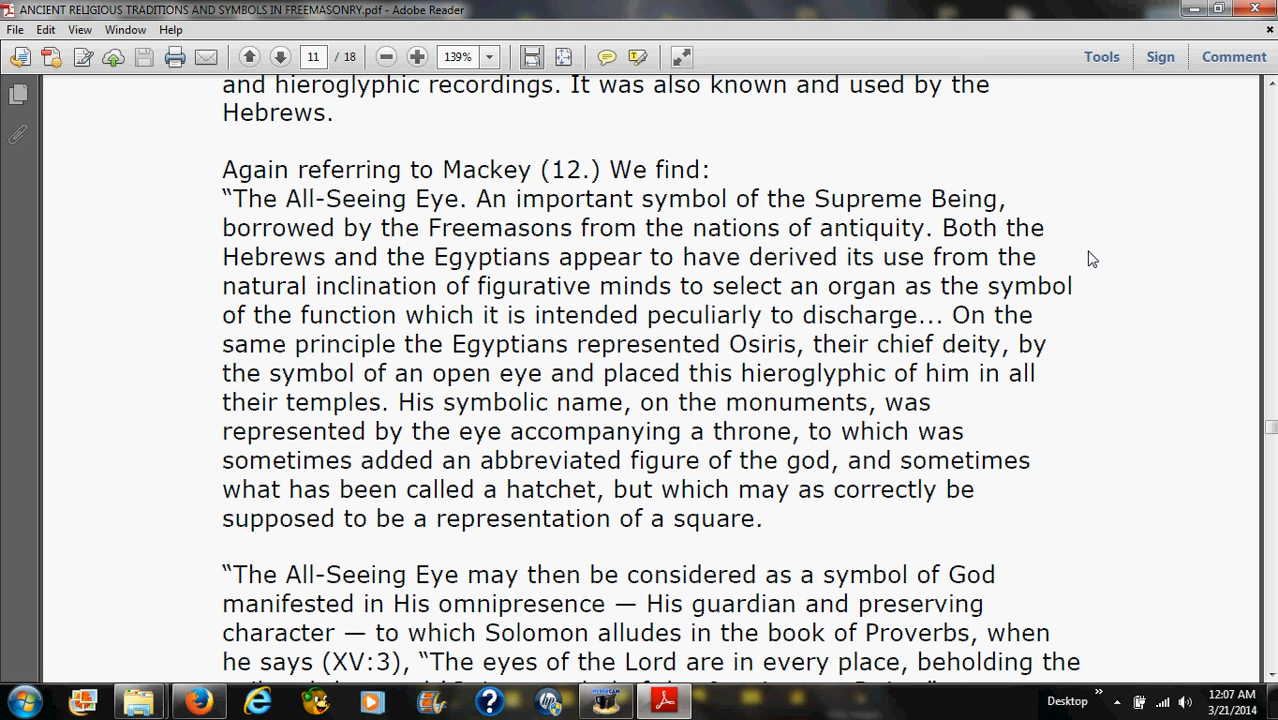 ANCIENT RELIGIOUS TRADITIONS AND SYMBOLS IN FREEMASONRY.pdf - Adobe Reader
File Edit View Window Help
11 / 18 139% Tools Sign Comment
and hieroglyphic recordings. It was also known and used by the
Hebrews.
Again referring to Mackey (12.) We find:
“The All-Seeing Eye. An important symbol of the Supreme Being,
borrowed by the Freemasons from the nations of antiquity. Both the
Hebrews and the Egyptians appear to have derived its use from the
natural inclination of figurative minds to select an organ as the symbol
of the function which it is intended peculiarly to discharge... On the
same principle the Egyptians represented Osiris, their chief deity, by
the symbol of an open eye and placed this hieroglyphic of him in all
their temples. His symbolic name, on the monuments, was
represented by the eye accompanying a throne, to which was
sometimes added an abbreviated figure of the god, and sometimes
what has been called a hatchet, but which may as correctly be
supposed to be a representation of a square.
“The All-Seeing Eye may then be considered as a symbol of God
manifested in His omnipresence — His guardian and preserving
character — to which Solomon alludes in the book of Proverbs, when
he says (XV:3), “The eyes of the Lord are in every place, beholding the
Desktop
12:07 AM
3/21/2014